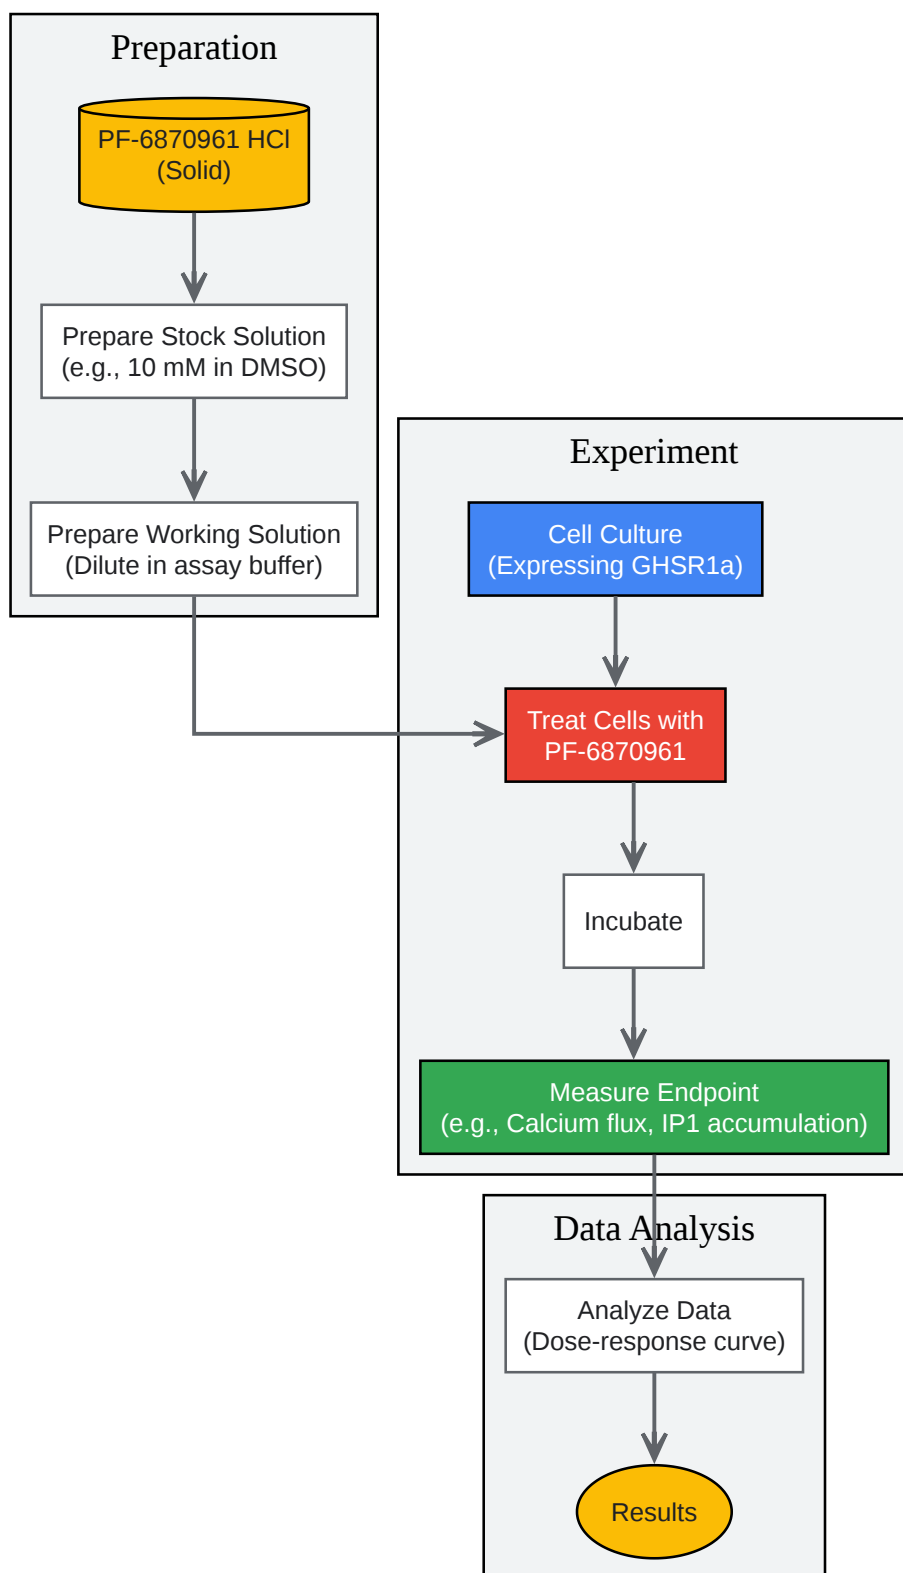 Preparation
PF-6870961 HCl
(Solid)
Prepare Stock Solution
(e.g., 10 mM in DMSO)
Prepare Working Solution
(Dilute in assay buffer)
Experiment
Cell Culture
(Expressing GHSR1a)
Treat Cells with
PF-6870961
Incubate
Measure Endpoint
(e.g., Calcium flux, IP1 accumulation)
Data Analysis
Analyze Data
(Dose-response curve)
Results